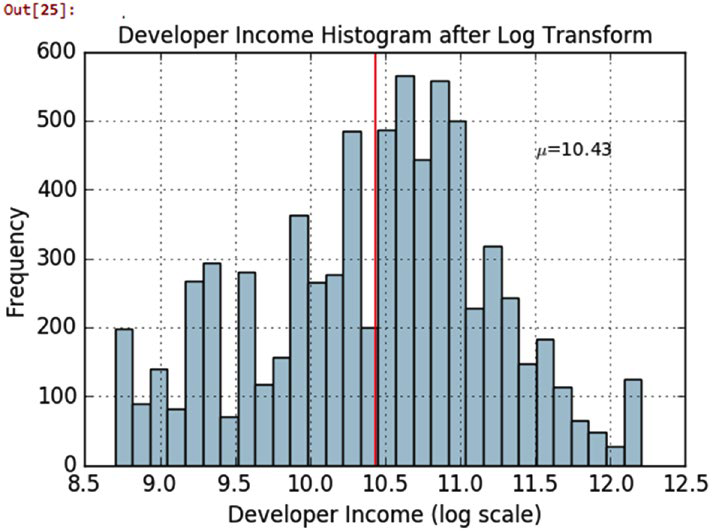 Out[25]:
Developer Income Histogram after Log Transform
600
500
μ=10.43
400
300
200
100
0
Frequency
8.5 9.0 9.5 10.0 10.5 11.0 11.5 12.0 12.5
Developer Income (log scale)